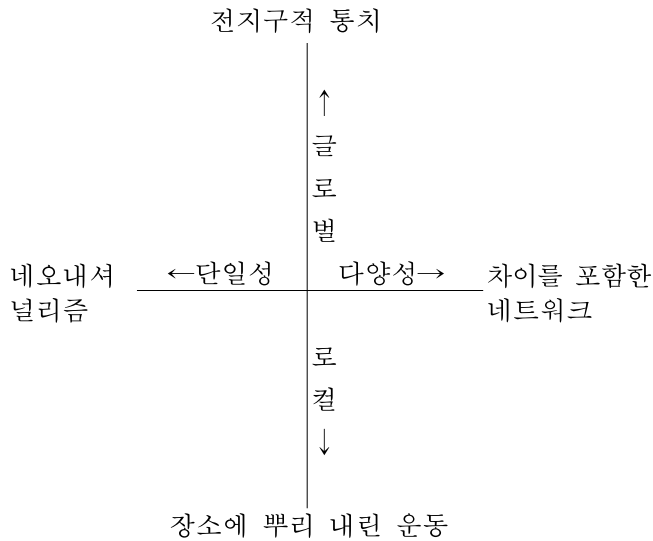 전지구적 통치
↑
글
로
벌
네오내셔
널리즘
←단일성
다양성→
차이를 포함한
네트워크
로
컬
↓
장소에 뿌리 내린 운동